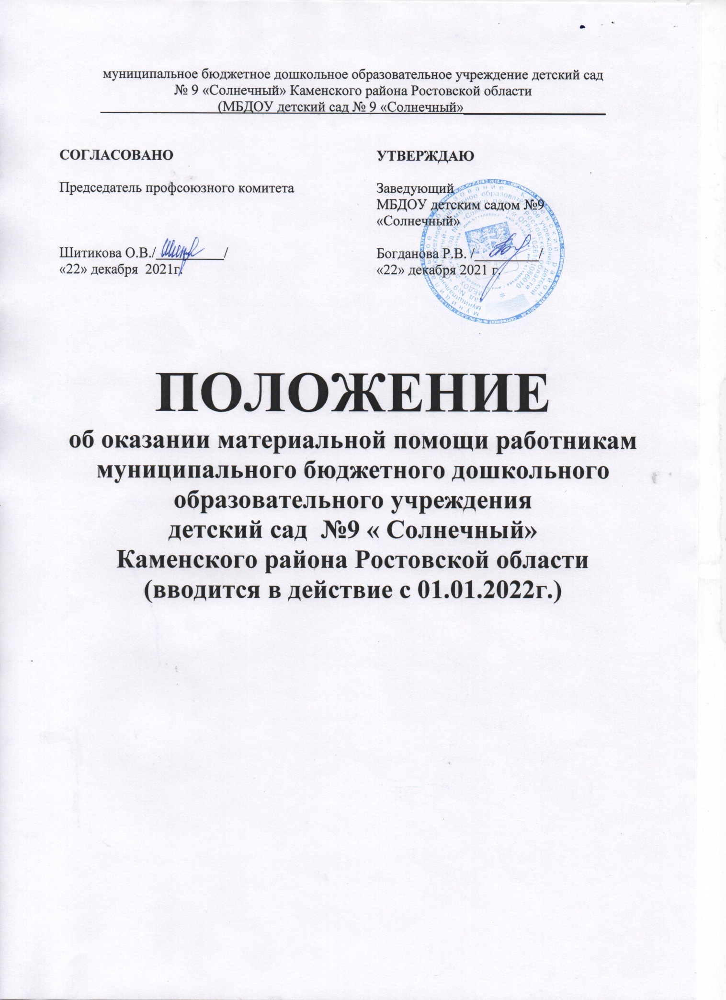 муниципальное бюджетное дошкольное образовательное учреждение детский сад
№ 9 «Солнечный» Каменского района Ростовской области
(МБДОУ детский сад № 9 «Солнечный»
СОГЛАСОВАНО
Председатель профсоюзного комитета
Шитикова О.В./__________/
«22» декабря 2021г.
УТВЕРЖДАЮ
Заведующий
МБДОУ детским садом №9
«Солнечный»
Богданова Р.В. /__________/
«22» декабря 2021 г.
ПОЛОЖЕНИЕ
об оказании материальной помощи работникам
муниципального бюджетного дошкольного
образовательного учреждения
детский сад №9 « Солнечный»
Каменского района Ростовской области
(вводится в действие с 01.01.2022г.)